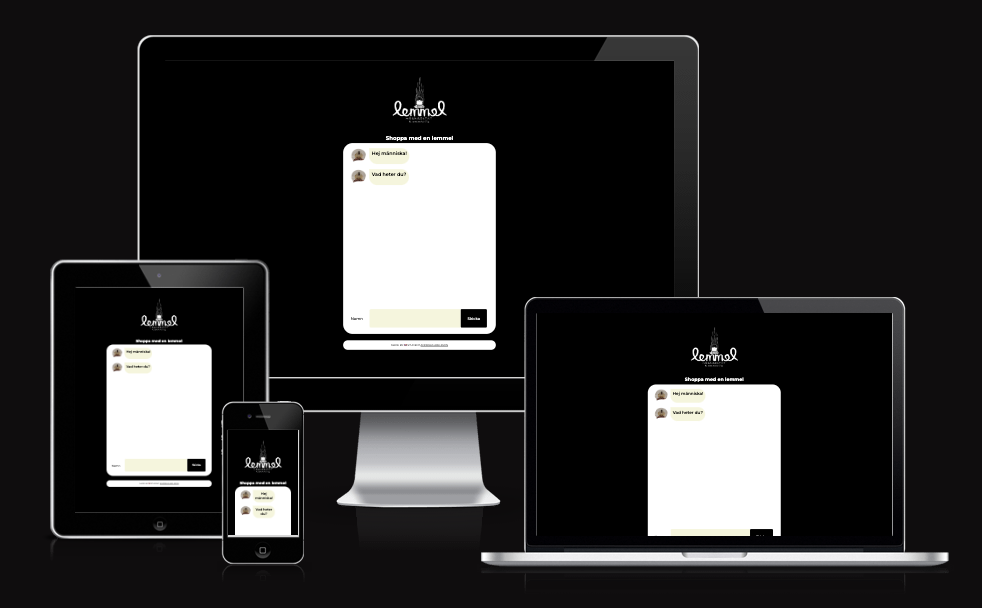 lemmel
Shoppa med en lemmel
Hej människa!
Vad heter du?
Namn
Skicka
lemmel
Shoppa med en lemmel
Hej människa!
Vad heter du?
Namn
Skicka
lemmel
Shoppa med en lemmel
Hej
människa!
Vad heter
du?
lemmel
Shoppa med en lemmel
Hej människa!
Vad heter du?